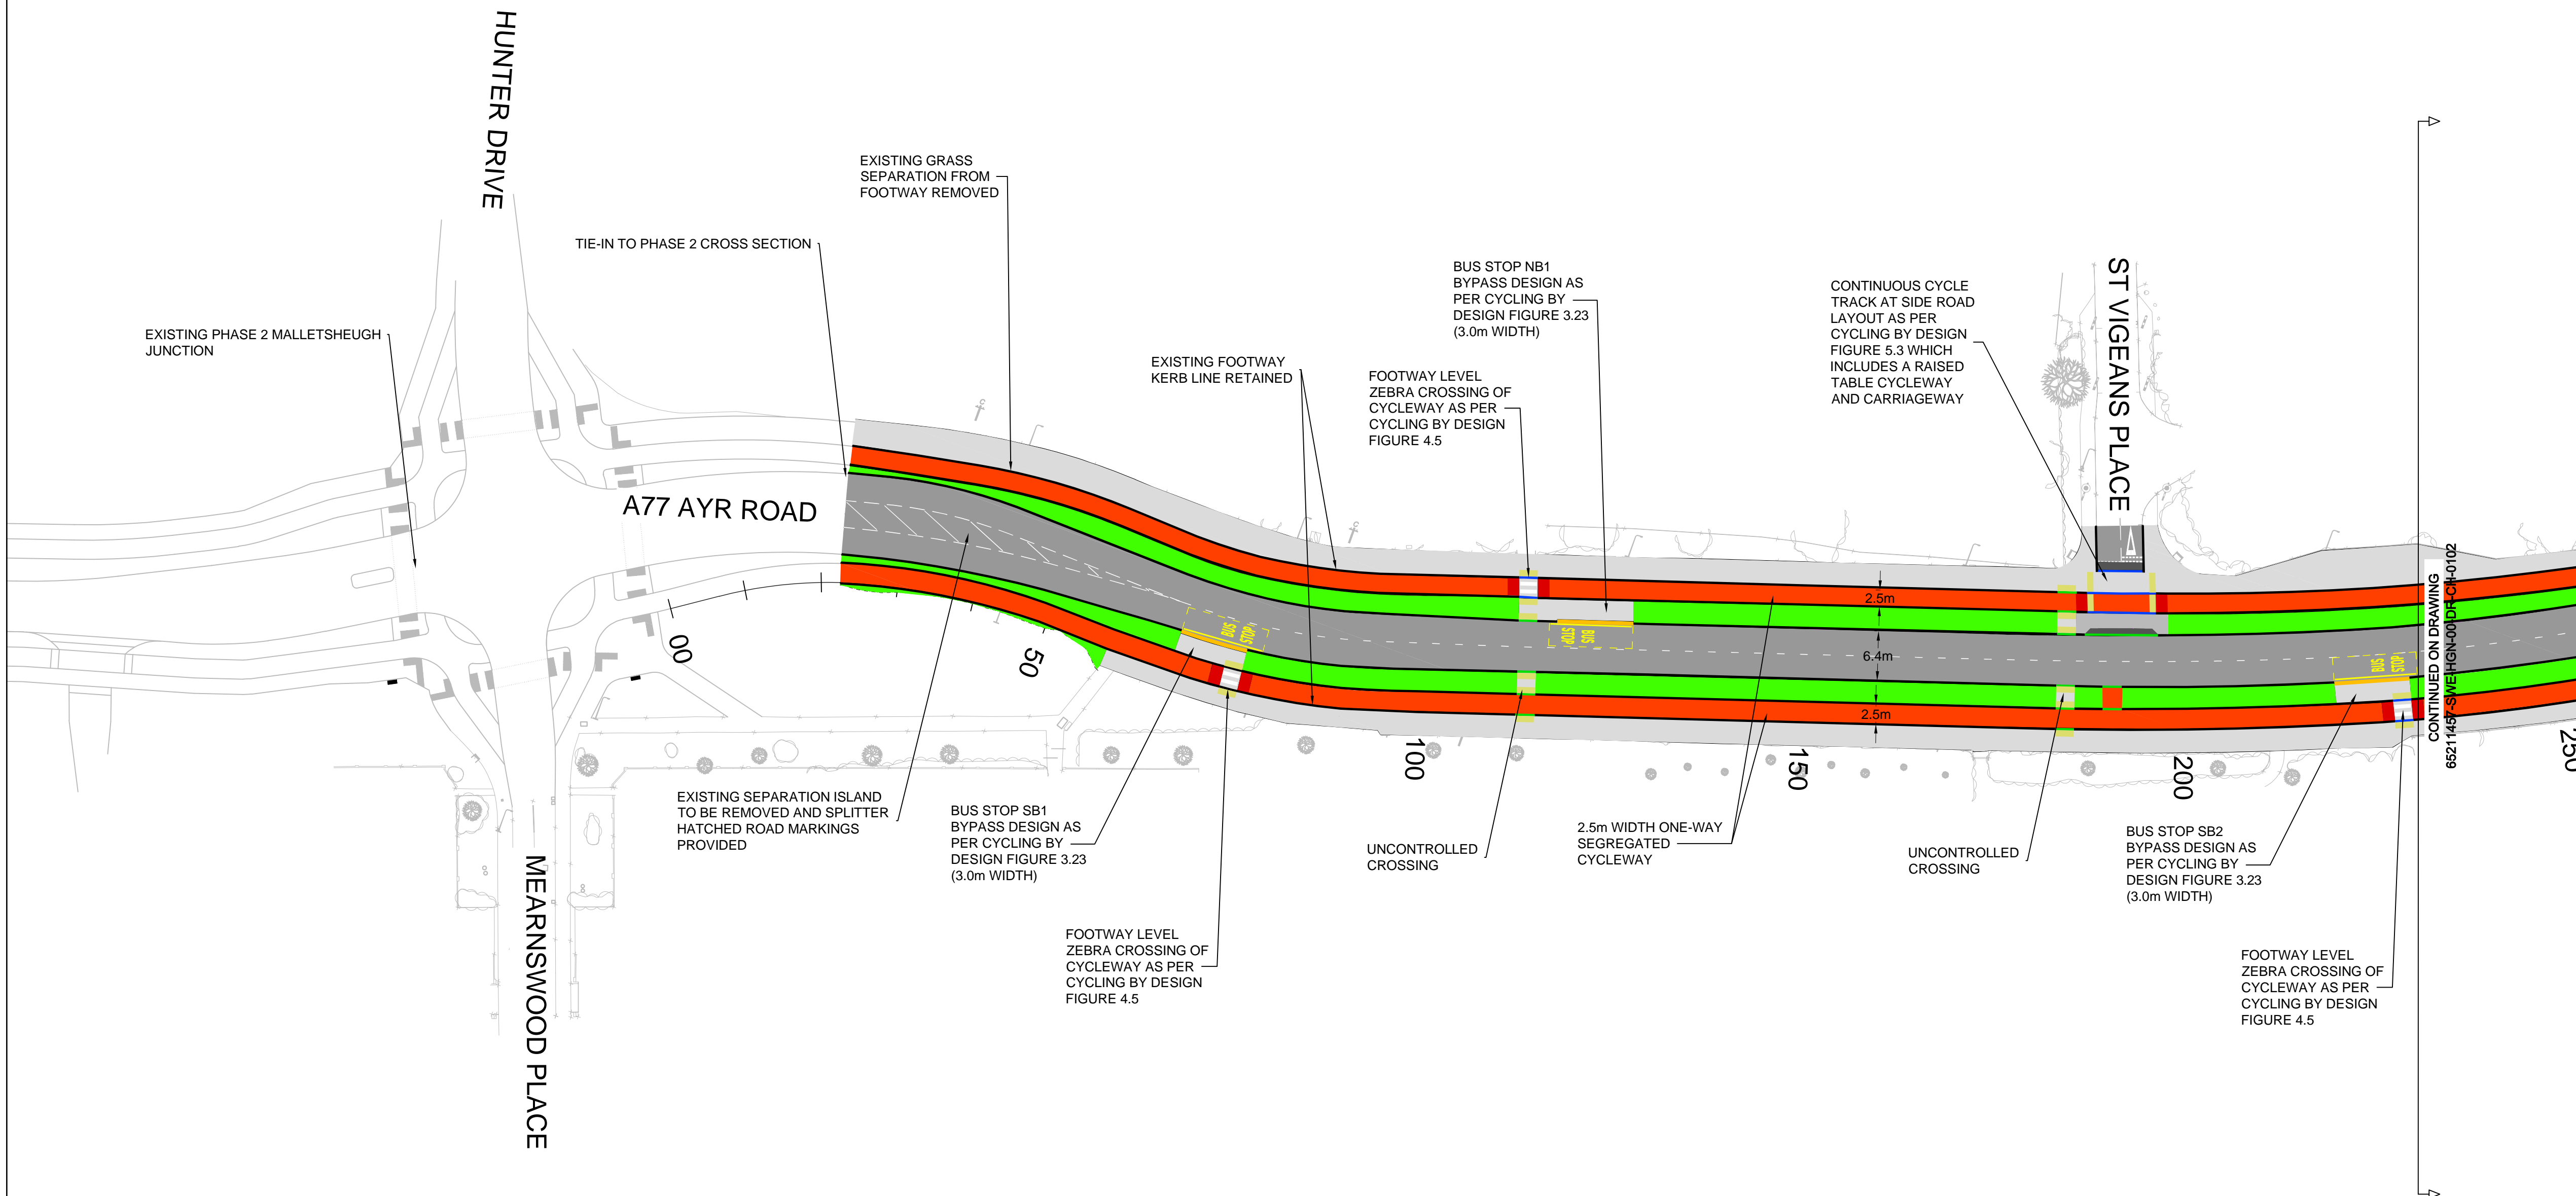 HUNTER DRIVE
EXISTING GRASS
SEPARATION FROM
FOOTWAY REMOVED
TIE-IN TO PHASE 2 CROSS SECTION
EXISTING PHASE 2 MALLETSHEUGH
JUNCTION
A77 AYR ROAD
EXISTING FOOTWAY
KERB LINE RETAINED
BUS STOP NB1
BYPASS DESIGN AS
PER CYCLING BY
DESIGN FIGURE 3.23
(3.0m WIDTH)
FOOTWAY LEVEL
ZEBRA CROSSING OF
CYCLEWAY AS PER
CYCLING BY DESIGN
FIGURE 4.5
CONTINUOUS CYCLE
TRACK AT SIDE ROAD
LAYOUT AS PER
CYCLING BY DESIGN
FIGURE 5.3 WHICH
INCLUDES A RAISED
TABLE CYCLEWAY
AND CARRIAGEWAY
ST VIGEANS PLACE
BUS
STOP
BUS
STOP
BUS
STOP
2.5m
6.4m
2.5m
00
50
100
150
200
250
CONTINUED ON DRAWING
65211457-SWE-HGN-00-DR-CH-0102
EXISTING SEPARATION ISLAND
TO BE REMOVED AND SPLITTER
HATCHED ROAD MARKINGS
PROVIDED
BUS STOP SB1
BYPASS DESIGN AS
PER CYCLING BY
DESIGN FIGURE 3.23
(3.0m WIDTH)
FOOTWAY LEVEL
ZEBRA CROSSING OF
CYCLEWAY AS PER
CYCLING BY DESIGN
FIGURE 4.5
UNCONTROLLED
CROSSING
2.5m WIDTH ONE-WAY
SEGREGATED
CYCLEWAY
UNCONTROLLED
CROSSING
BUS STOP SB2
BYPASS DESIGN AS
PER CYCLING BY
DESIGN FIGURE 3.23
(3.0m WIDTH)
FOOTWAY LEVEL
ZEBRA CROSSING OF
CYCLEWAY AS PER
CYCLING BY DESIGN
FIGURE 4.5
MEARNSWOOD PLACE